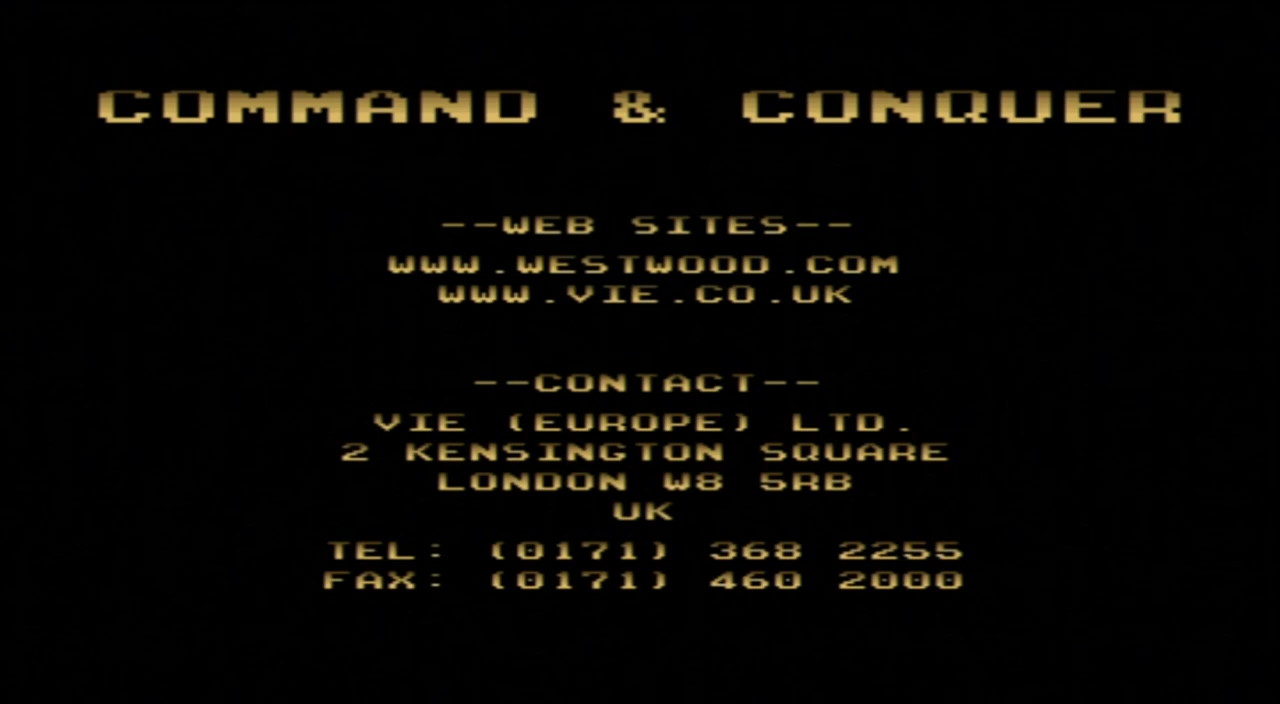 COMMAND & CONQUER
--WEB SITES--
WWW.WESTWOOD.COM
WWW.VIE.CO.UK
--CONTACT--
VIE (EUROPE) LTD.
2 KENSINGTON SQUARE
LONDON W8 5RB
UK
TEL: (0171) 368 2255
FAX: (0171) 460 2000